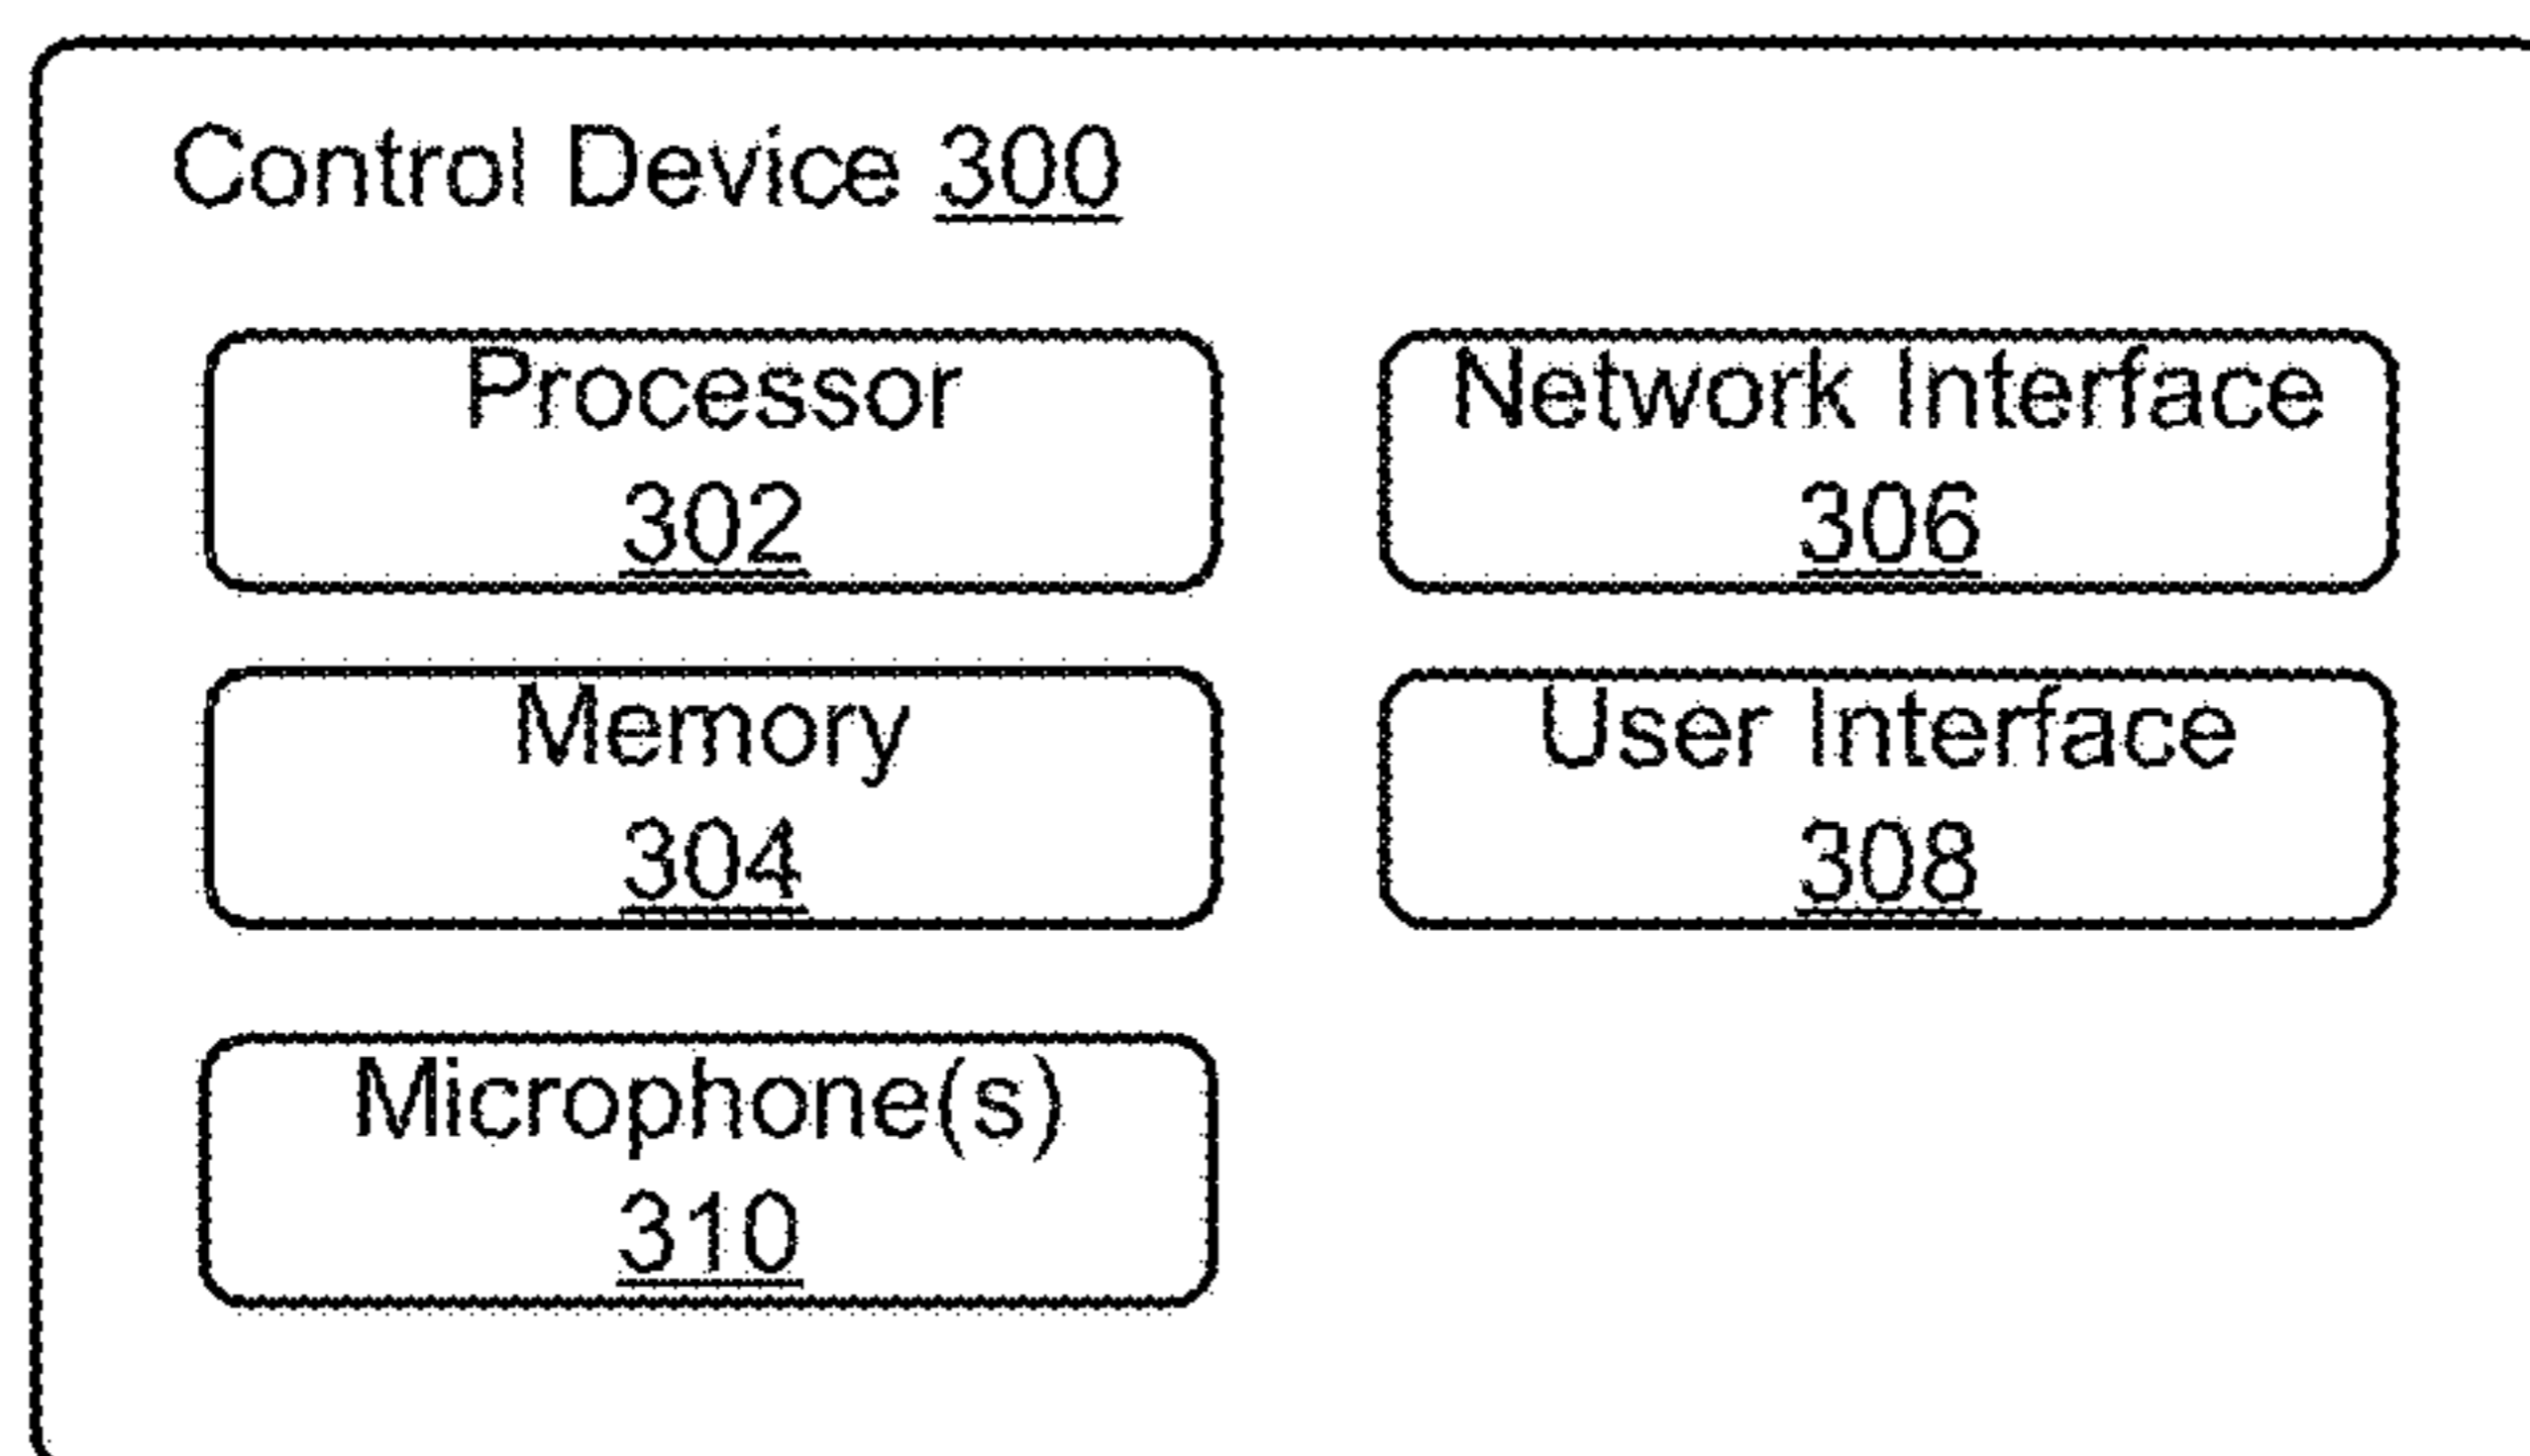 Control Device 300
Processor
302
Network Interface
306
Memory
304
User Interface
308
Microphone(s)
310